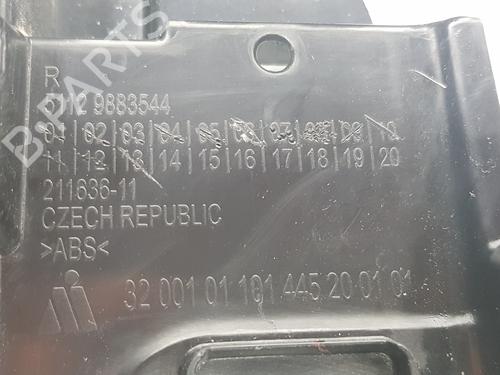 R
5112 9883544
01 | 02 | 03 | 04 | 05 | 06 | 07 | 08 | 09 | 10
11 | 12 | 13 | 14 | 15 | 16 | 17 | 18 | 19 | 20
211636-11
CZECH REPUBLIC
>ABS<
32 001 01 101 445 20 01 01
B-PARTS